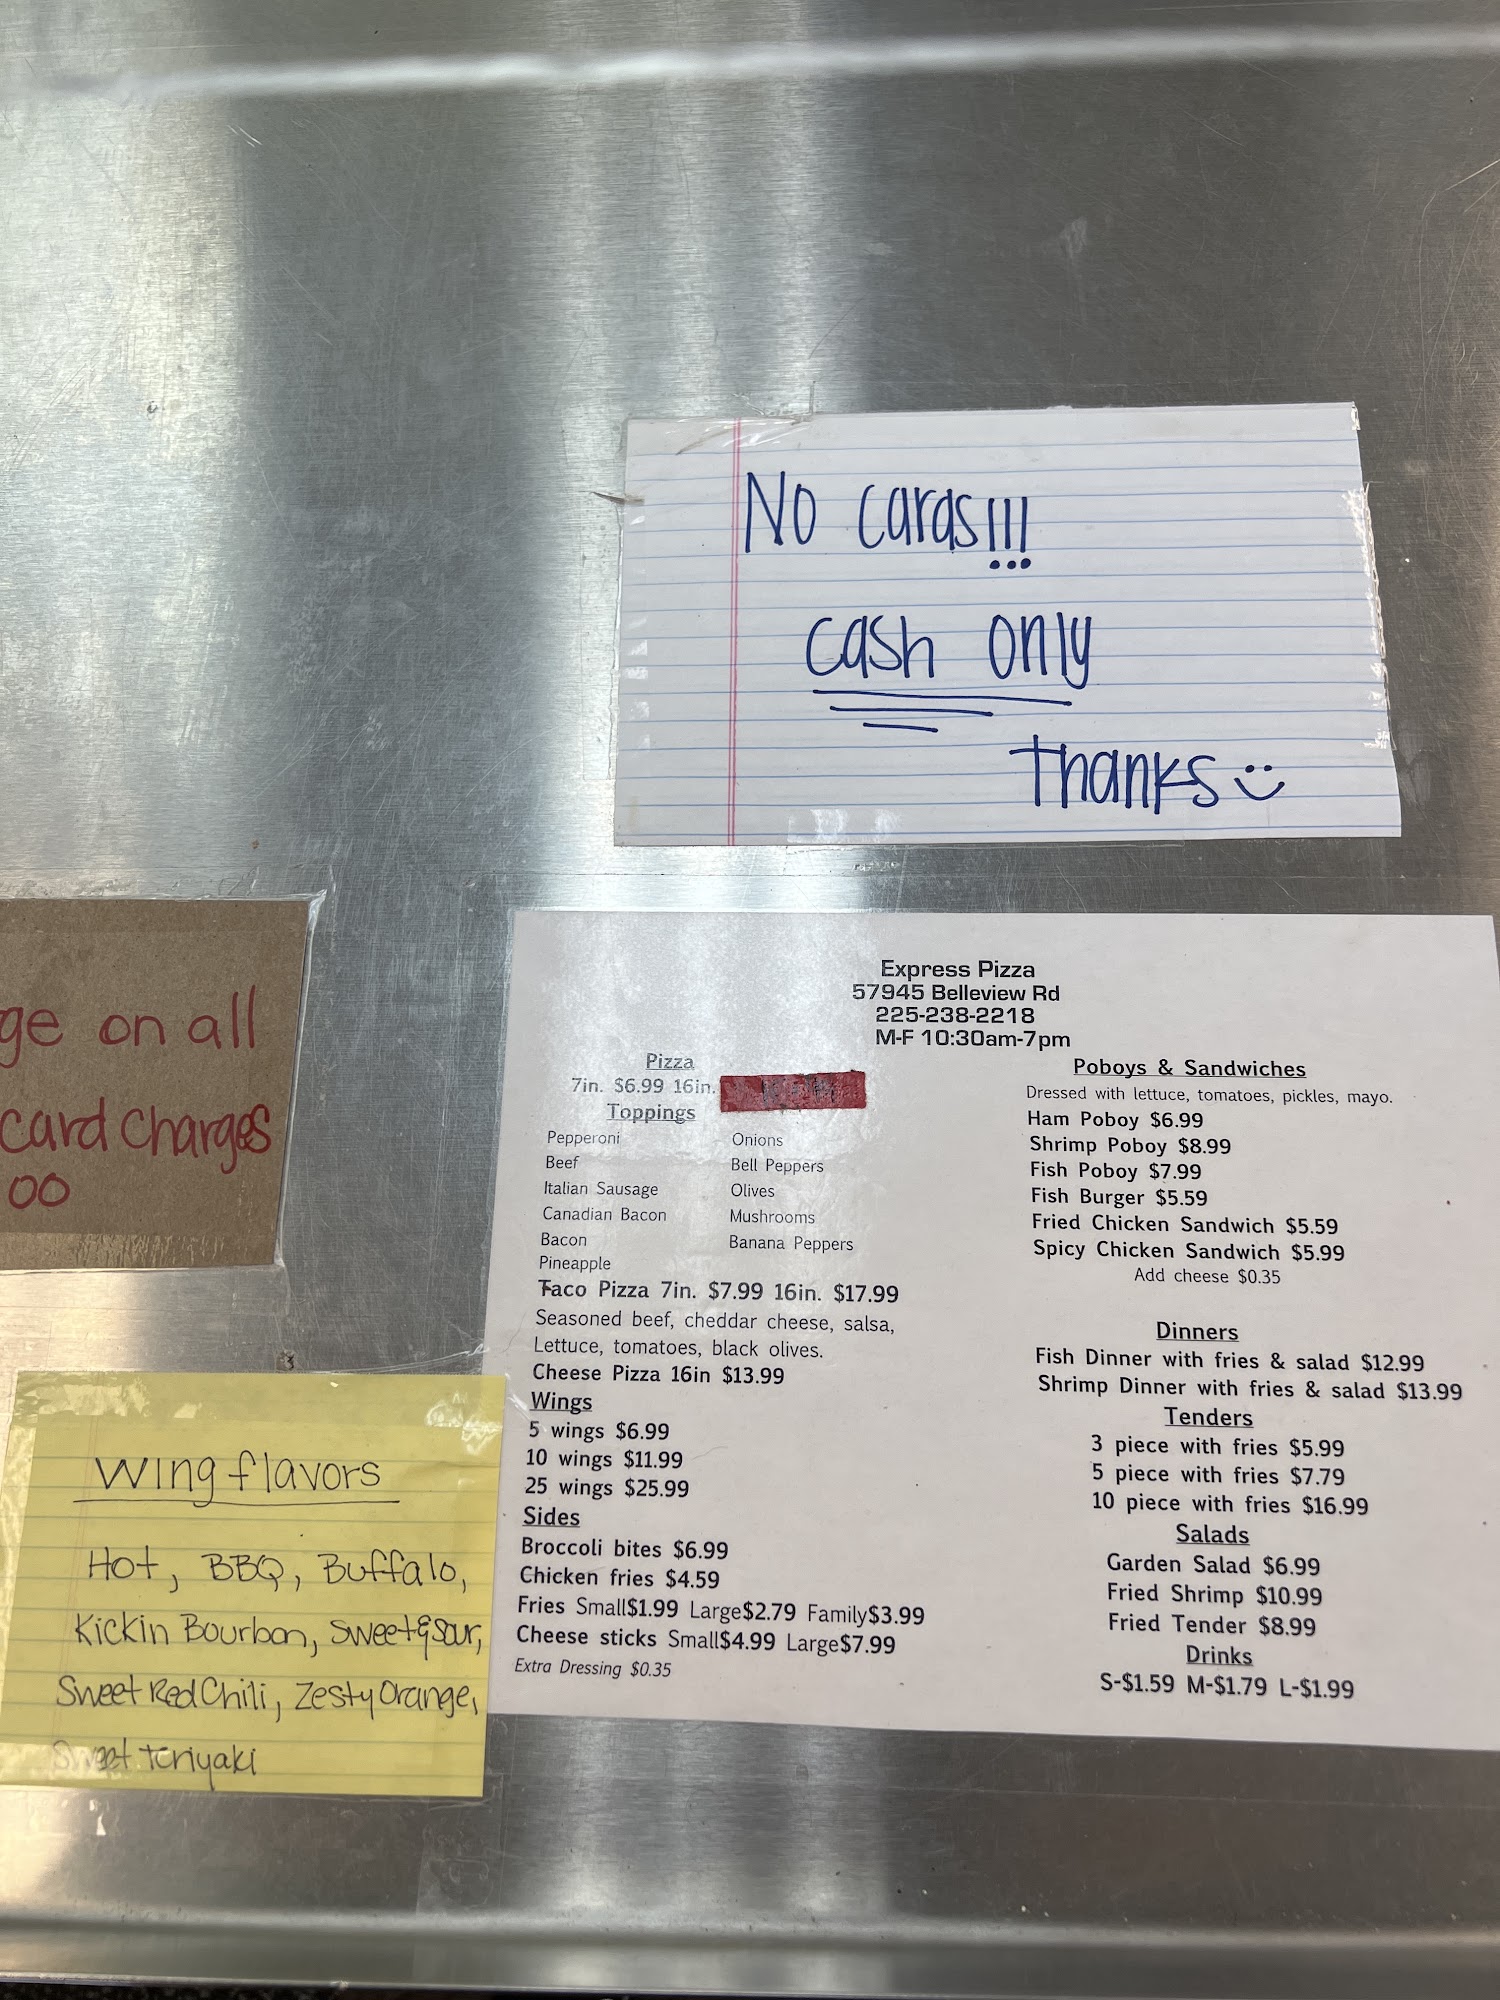 No cards!!!
cash only
Thanks
ge on all
card charges
00
Express Pizza
57945 Belleview Rd
225-238-2218
M-F 10:30am-7pm
Pizza
7in. $6.99 16in.
Toppings
Pepperoni Onions
Beef Bell Peppers
Italian Sausage Olives
Canadian Bacon Mushrooms
Bacon Banana Peppers
Pineapple
Taco Pizza 7in. $7.99 16in. $17.99
Seasoned beef, cheddar cheese, salsa,
Lettuce, tomatoes, black olives.
Cheese Pizza 16in $13.99
Wings
5 wings $6.99
10 wings $11.99
25 wings $25.99
Sides
Broccoli bites $6.99
Chicken fries $4.59
Fries Small$1.99 Large$2.79 Family$3.99
Cheese sticks Small$4.99 Large$7.99
Extra Dressing $0.35
Poboys & Sandwiches
Dressed with lettuce, tomatoes, pickles, mayo.
Ham Poboy $6.99
Shrimp Poboy $8.99
Fish Poboy $7.99
Fish Burger $5.59
Fried Chicken Sandwich $5.59
Spicy Chicken Sandwich $5.99
Add cheese $0.35
Dinners
Fish Dinner with fries & salad $12.99
Shrimp Dinner with fries & salad $13.99
Tenders
3 piece with fries $5.99
5 piece with fries $7.79
10 piece with fries $16.99
Salads
Garden Salad $6.99
Fried Shrimp $10.99
Fried Tender $8.99
Drinks
S-$1.59 M-$1.79 L-$1.99
Wing flavors
Hot, BBQ, Buffalo,
Kickin Bourbon, Sweet & Sour,
Sweet Red Chili, Zesty Orange,
Sweet teriyaki